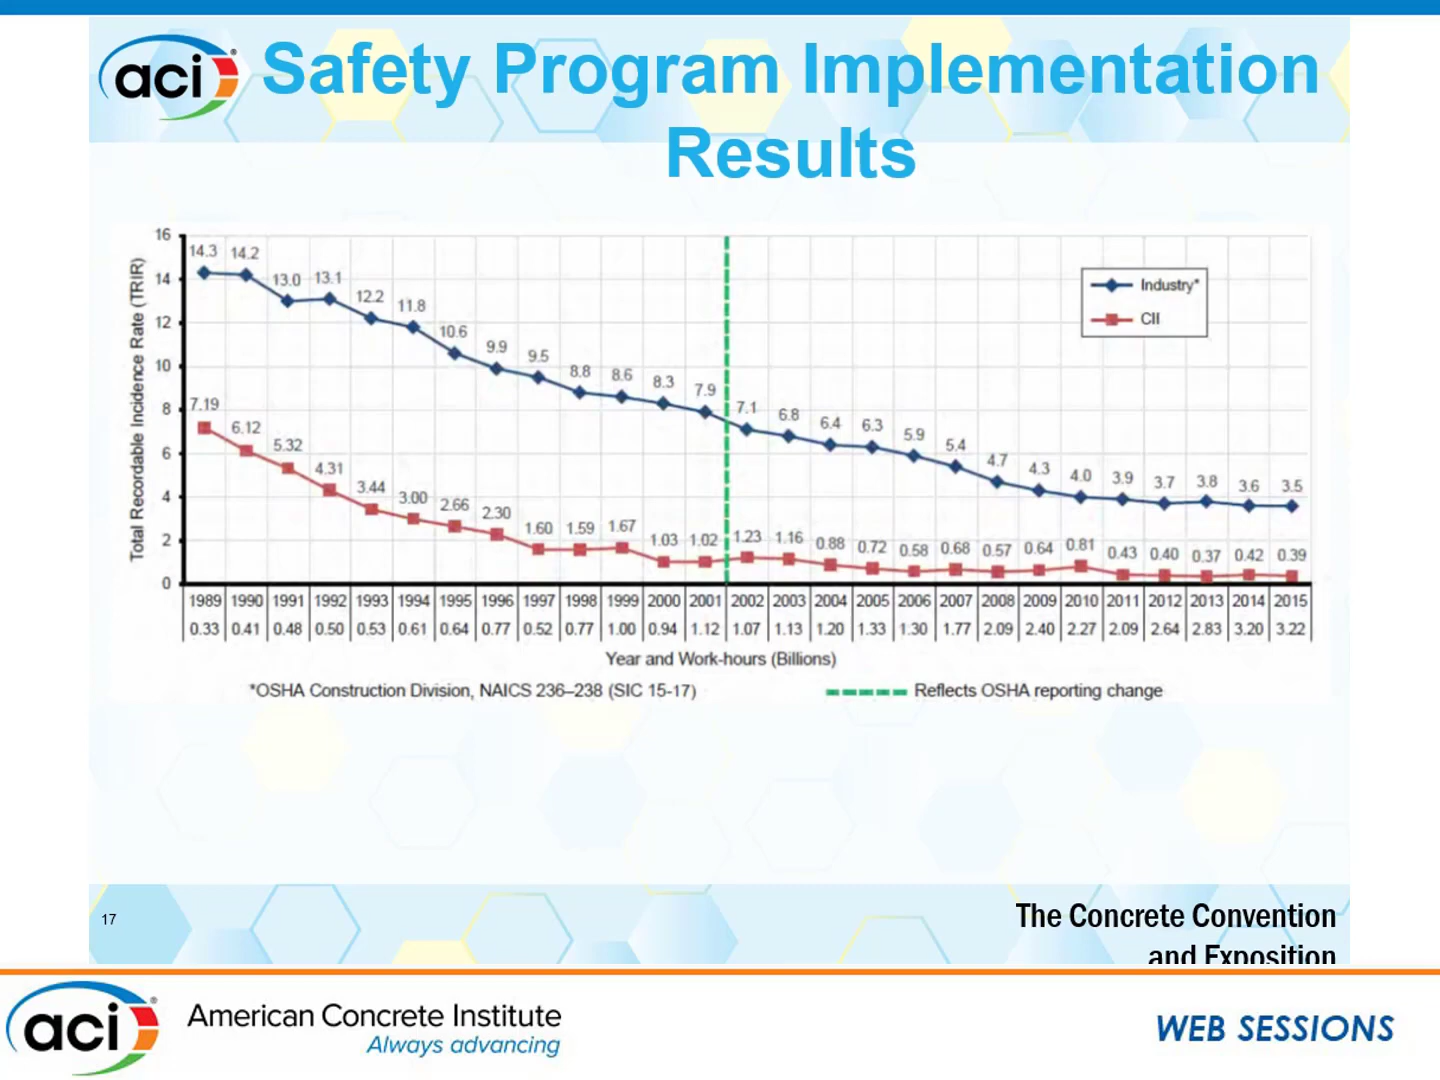 aci®
Safety Program Implementation
Results
Total Recordable Incidence Rate (TRIR)
16
14
12
10
8
6
4
2
0
14.3 14.2 13.0 13.1 12.2 11.8 10.6 9.9 9.5 8.8 8.6 8.3 7.9 7.1 6.8 6.4 6.3 5.9 5.4 4.7 4.3 4.0 3.9 3.7 3.8 3.6 3.5
7.19 6.12 5.32 4.31 3.44 3.00 2.66 2.30 1.60 1.59 1.67 1.03 1.02 1.23 1.16 0.88 0.72 0.58 0.68 0.57 0.64 0.81 0.43 0.40 0.37 0.42 0.39
Industry*
CII
1989 1990 1991 1992 1993 1994 1995 1996 1997 1998 1999 2000 2001 2002 2003 2004 2005 2006 2007 2008 2009 2010 2011 2012 2013 2014 2015
0.33 0.41 0.48 0.50 0.53 0.61 0.64 0.77 0.52 0.77 1.00 0.94 1.12 1.07 1.13 1.20 1.33 1.30 1.77 2.09 2.40 2.27 2.09 2.64 2.83 3.20 3.22
Year and Work-hours (Billions)
*OSHA Construction Division, NAICS 236–238 (SIC 15-17)
Reflects OSHA reporting change
17
The Concrete Convention
and Exposition
aci®
American Concrete Institute
Always advancing
WEB SESSIONS